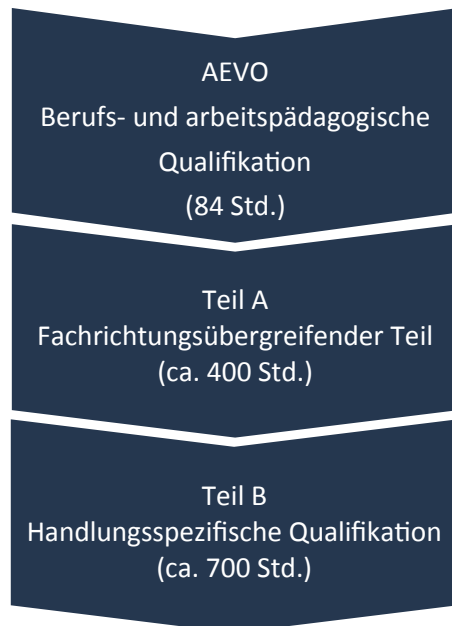 AEVO
Berufs- und arbeitspädagogische
Qualifikation
(84 Std.)
Teil A
Fachrichtungsübergreifender Teil
(ca. 400 Std.)
Teil B
Handlungsspezifische Qualifikation
(ca. 700 Std.)